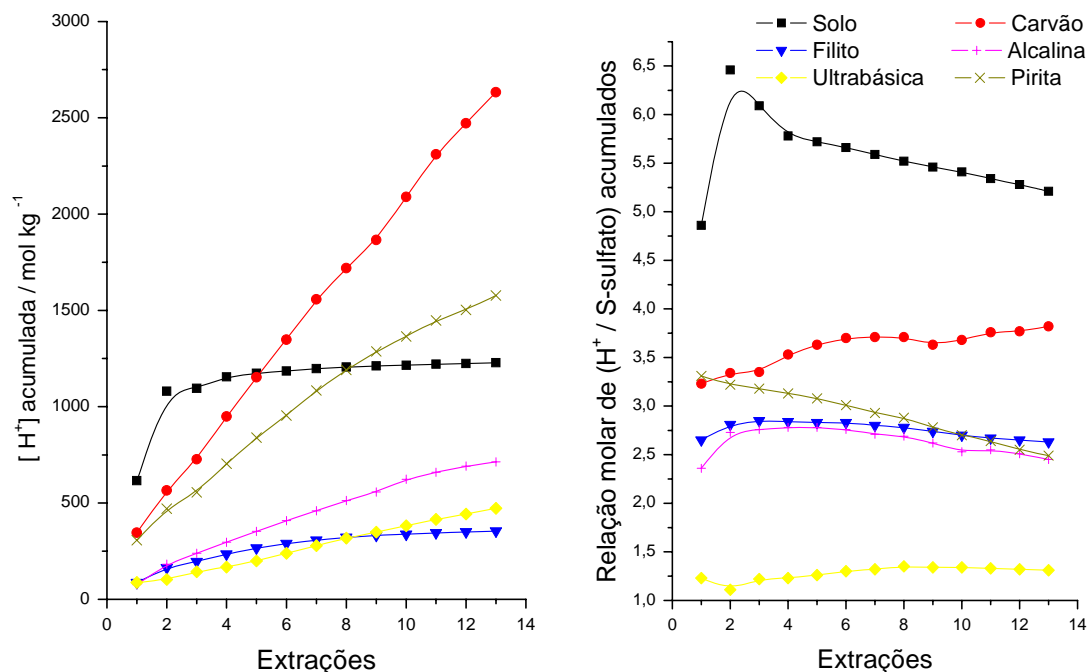 3000
2500
2000
1500
1000
500
0
0 2 4 6 8 10 12 14
Extrações
[ H+] acumulada / mol kg-1
Solo Carvão
Filito Alcalina
Ultrabásica Pirita
6,5
6,0
5,5
5,0
4,5
4,0
3,5
3,0
2,5
2,0
1,5
1,0
0 2 4 6 8 10 12 14
Extrações
Relação molar de (H+ / S-sulfato) acumulados